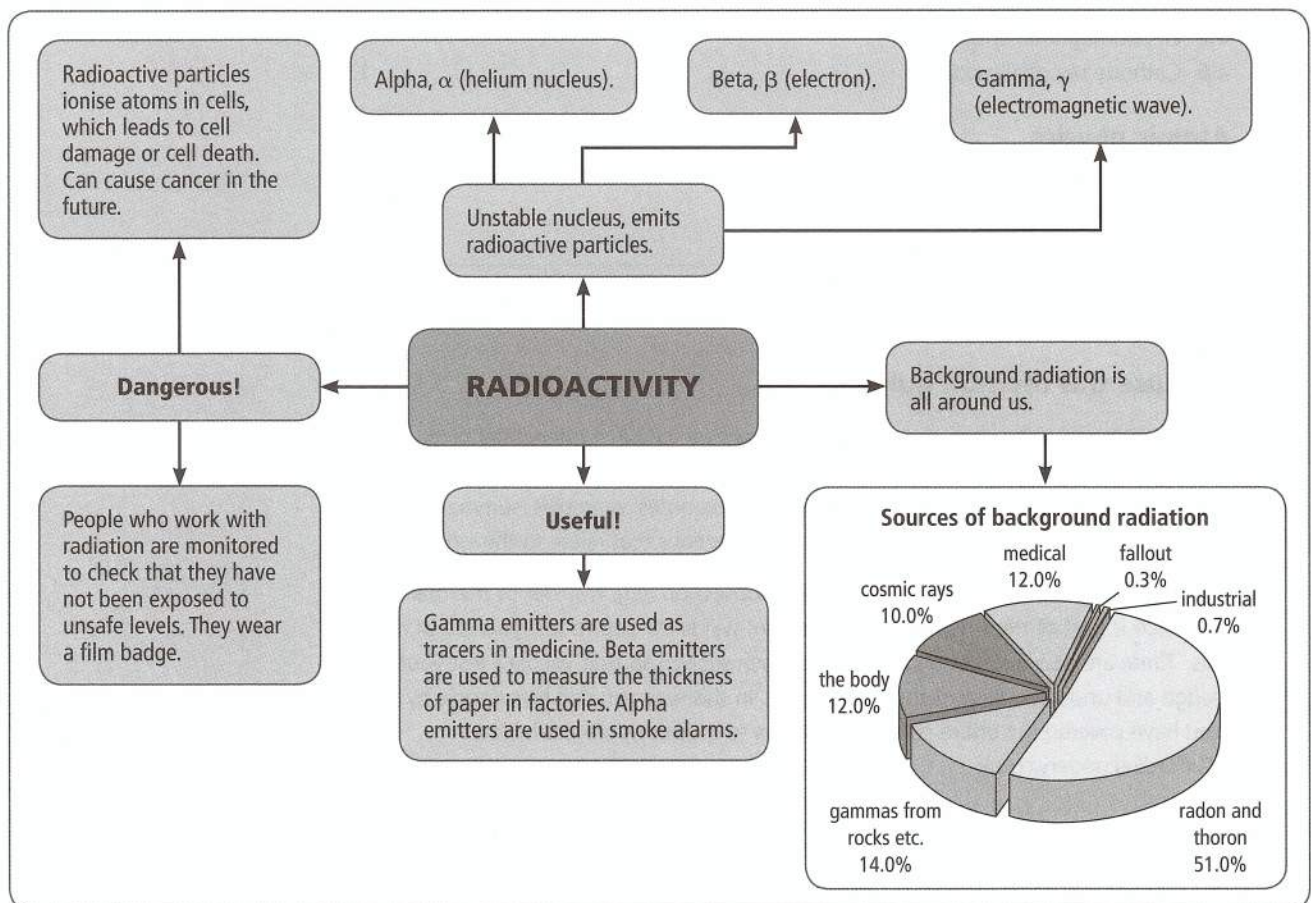 Radioactive particles
ionise atoms in cells,
which leads to cell
damage or cell death.
Can cause cancer in the
future.
Alpha, α (helium nucleus).
Beta, β (electron).
Gamma, γ
(electromagnetic wave).
Unstable nucleus, emits
radioactive particles.
Dangerous!
RADIOACTIVITY
Background radiation is
all around us.
People who work with
radiation are monitored
to check that they have
not been exposed to
unsafe levels. They wear
a film badge.
Useful!
Gamma emitters are used as
tracers in medicine. Beta emitters
are used to measure the thickness
of paper in factories. Alpha
emitters are used in smoke alarms.
Sources of background radiation
medical
12.0%
fallout
0.3%
industrial
0.7%
cosmic rays
10.0%
the body
12.0%
gammas from
rocks etc.
14.0%
radon and
thoron
51.0%